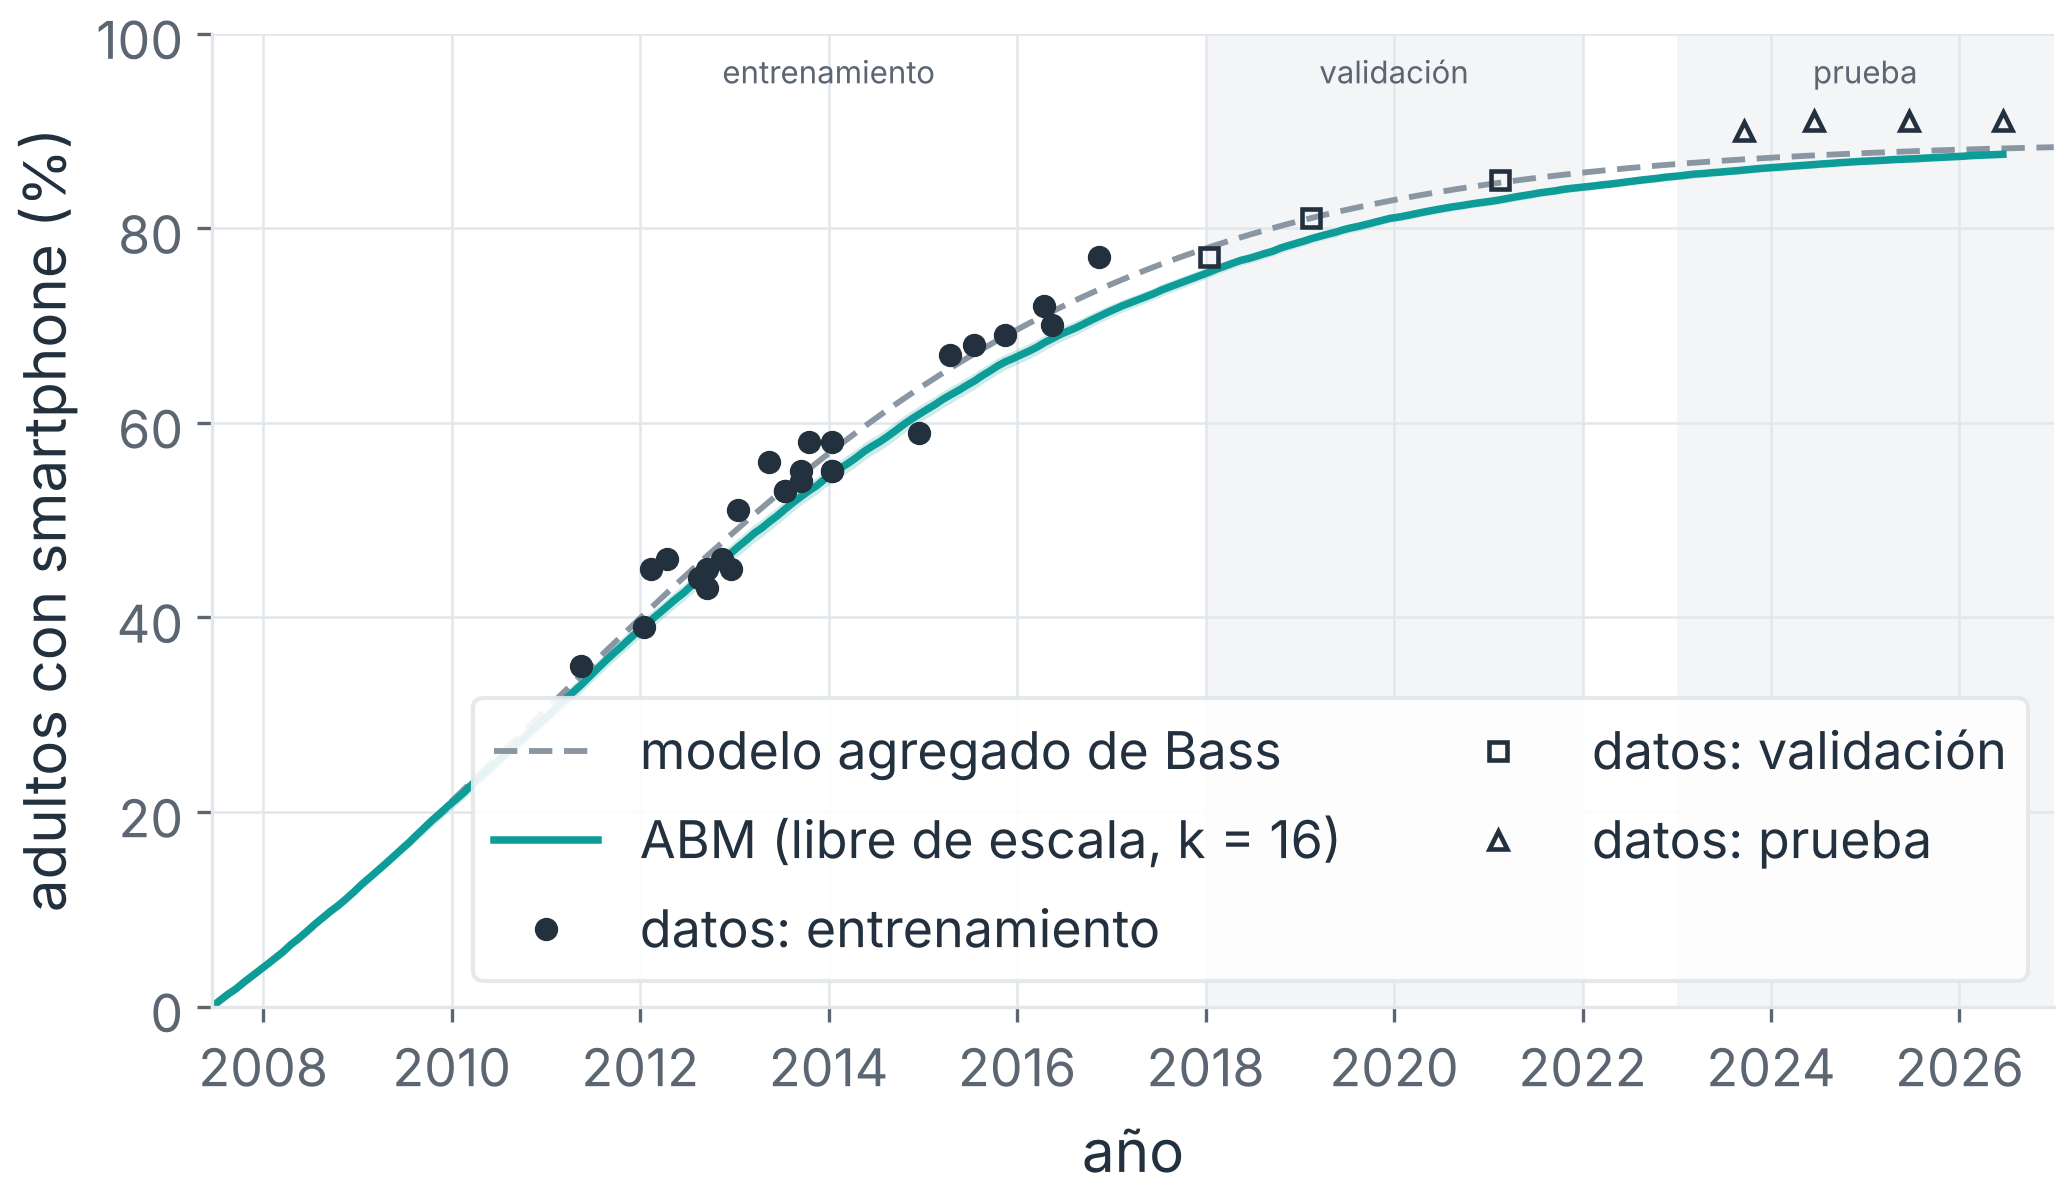 entrenamiento
validación
prueba
100
80
60
40
20
0
adultos con smartphone (%)
modelo agregado de Bass
ABM (libre de escala, k = 16)
datos: entrenamiento
datos: validación
datos: prueba
2008 2010 2012 2014 2016 2018 2020 2022 2024 2026
año